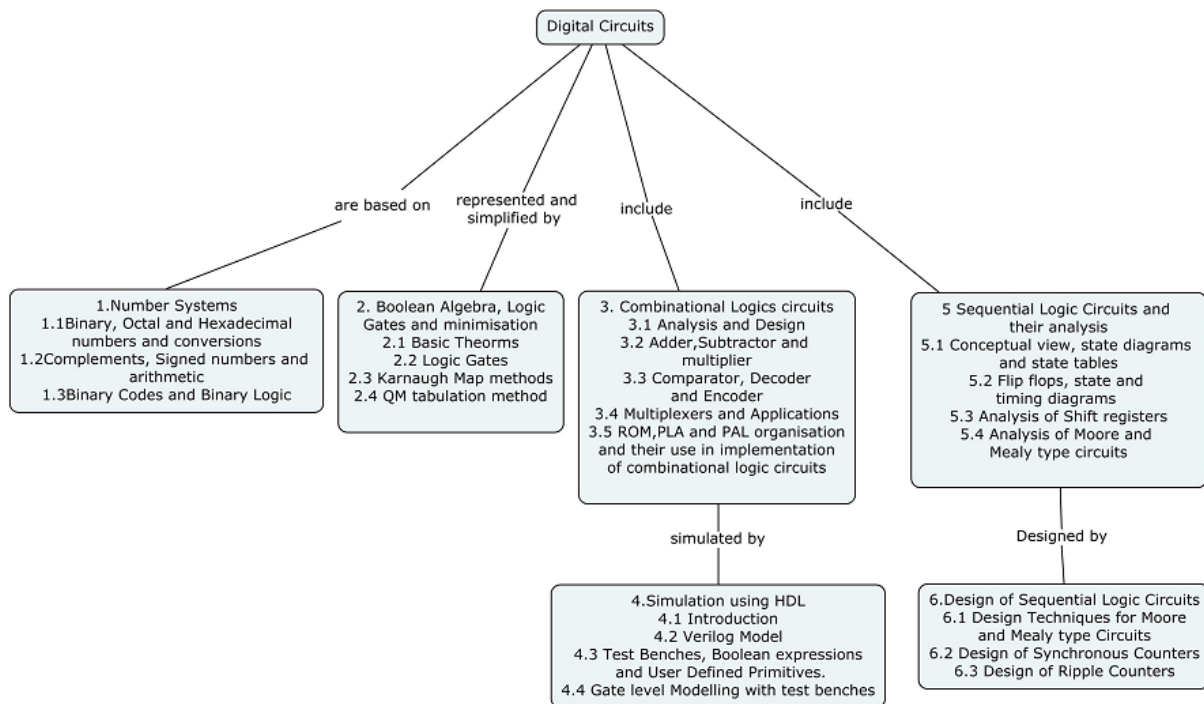 Digital Circuits
are based on
represented and
simplified by
include
include
1.Number Systems
1.1Binary, Octal and Hexadecimal
numbers and conversions
1.2Complements, Signed numbers and
arithmetic
1.3Binary Codes and Binary Logic
2. Boolean Algebra, Logic
Gates and minimisation
2.1 Basic Theorms
2.2 Logic Gates
2.3 Karnaugh Map methods
2.4 QM tabulation method
3. Combinational Logics circuits
3.1 Analysis and Design
3.2 Adder,Subtractor and
multiplier
3.3 Comparator, Decoder
and Encoder
3.4 Multiplexers and Applications
3.5 ROM,PLA and PAL organisation
and their use in implementation
of combinational logic circuits
5 Sequential Logic Circuits and
their analysis
5.1 Conceptual view, state diagrams
and state tables
5.2 Flip flops, state and
timing diagrams
5.3 Analysis of Shift registers
5.4 Analysis of Moore and
Mealy type circuits
simulated by
Designed by
4.Simulation using HDL
4.1 Introduction
4.2 Verilog Model
4.3 Test Benches, Boolean expressions
and User Defined Primitives.
4.4 Gate level Modelling with test benches
6.Design of Sequential Logic Circuits
6.1 Design Techniques for Moore
and Mealy type Circuits
6.2 Design of Synchronous Counters
6.3 Design of Ripple Counters